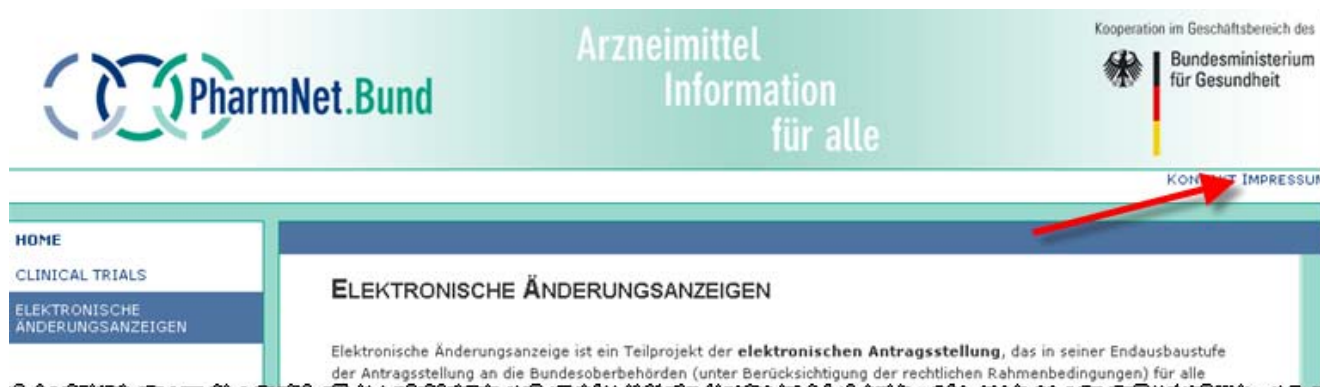 PharmNet.Bund
Arzneimittel
Information
für alle
Kooperation im Geschäftsbereich des
Bundesministerium
für Gesundheit
IMPRESSUM
HOME
CLINICAL TRIALS
ELEKTRONISCHE
ÄNDERUNGSANZEIGEN
ELEKTRONISCHE ÄNDERUNGSANZEIGEN
Elektronische Änderungsanzeige ist ein Teilprojekt der elektronischen Antragsstellung, das in seiner Endausbaustufe
der Antragsstellung an die Bundesoberbehörden (unter Berücksichtigung der rechtlichen Rahmenbedingungen) für alle